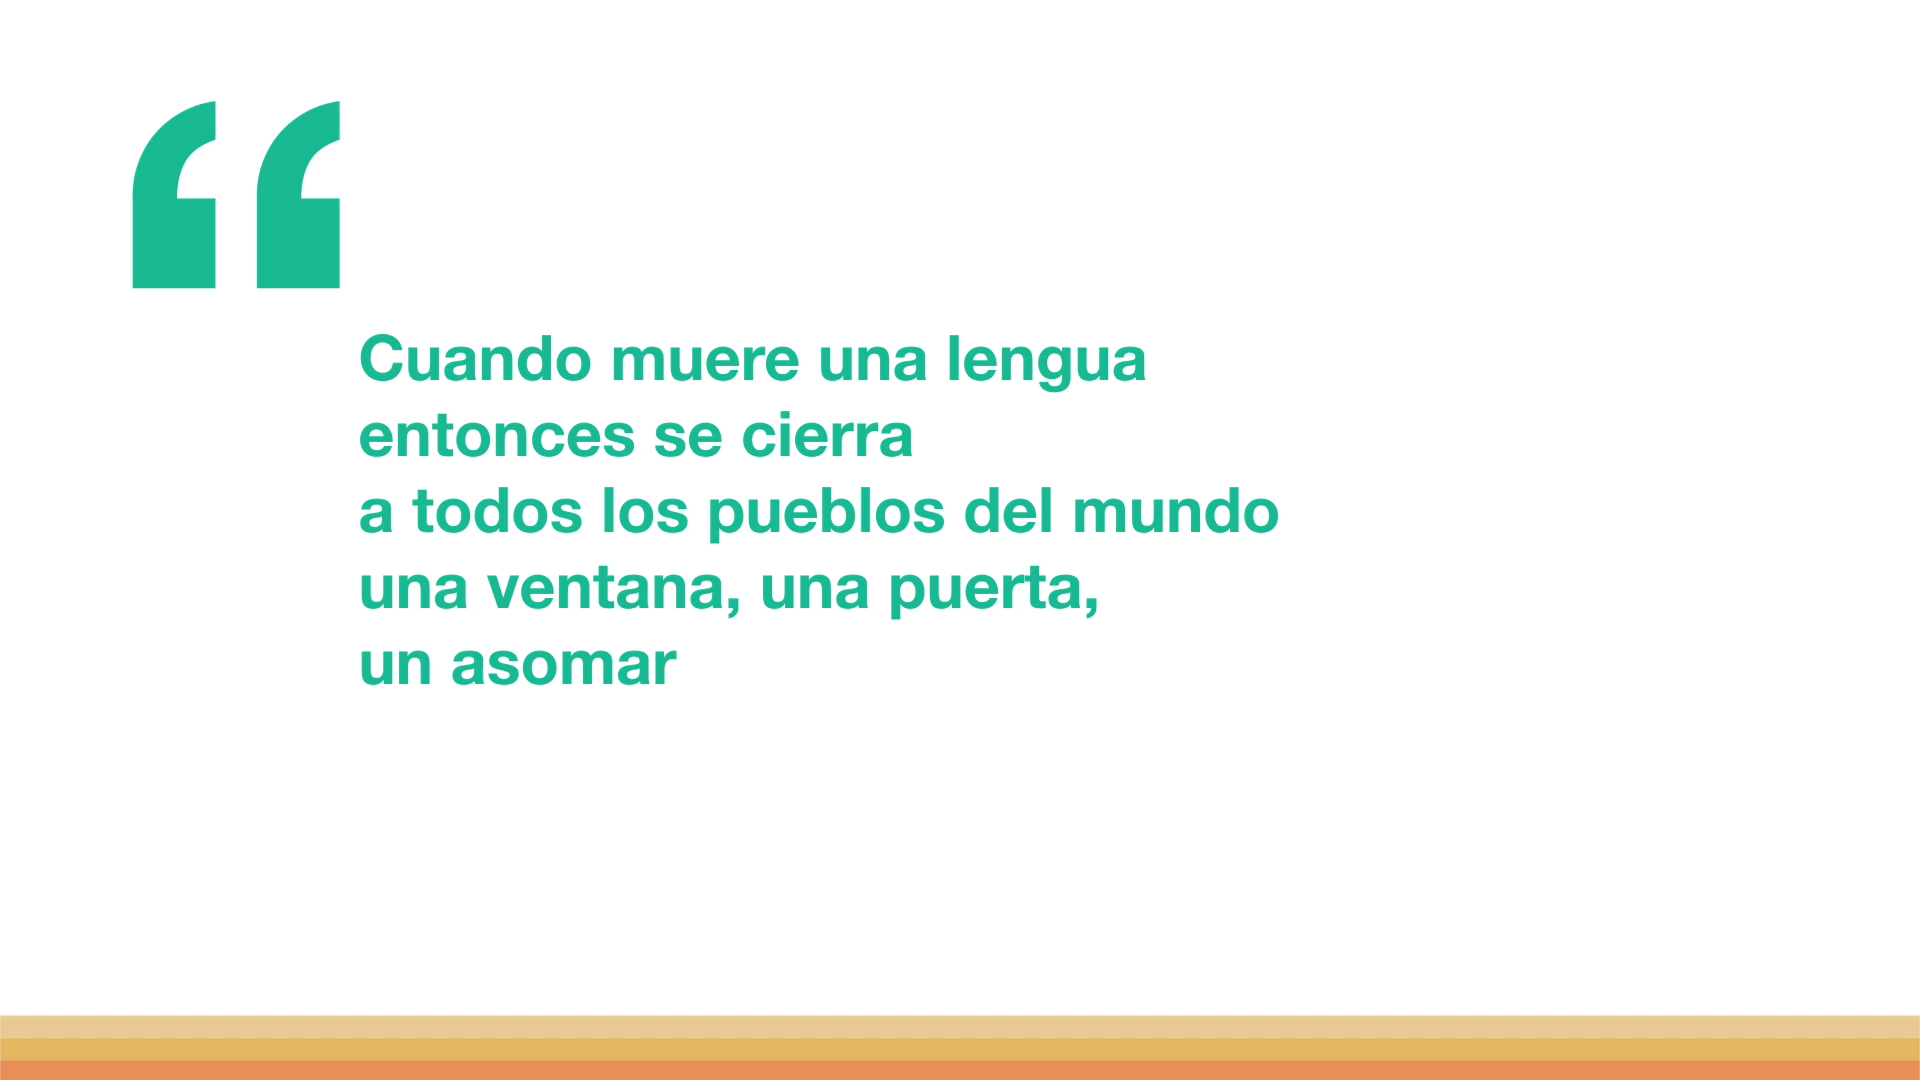 “
Cuando muere una lengua
entonces se cierra
a todos los pueblos del mundo
una ventana, una puerta,
un asomar